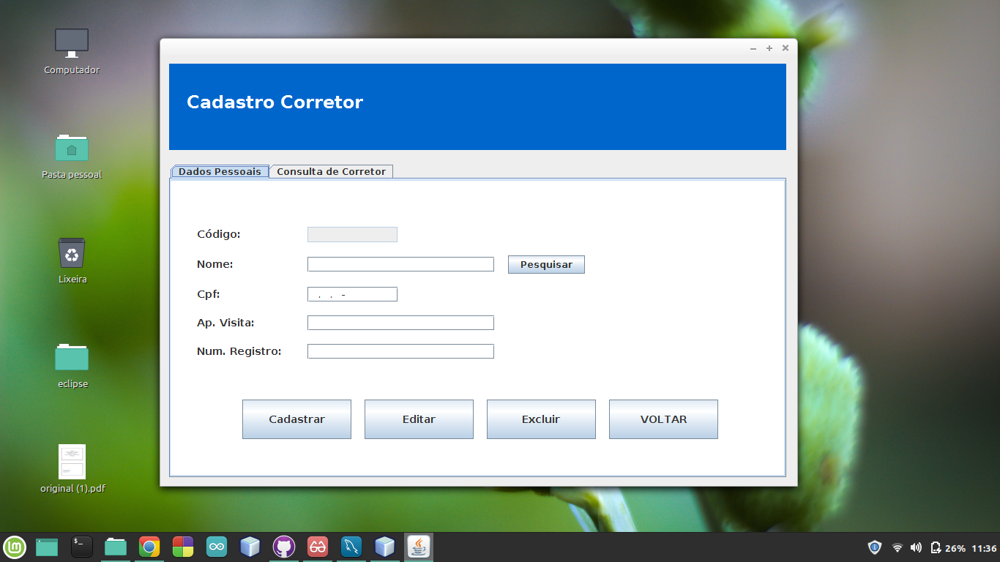 Computador
Pasta pessoal
Lixeira
eclipse
original (1).pdf
Cadastro Corretor
Dados Pessoais Consulta de Corretor
Código:
Nome: Pesquisar
Cpf: . . -
Ap. Visita:
Num. Registro:
Cadastrar Editar Excluir VOLTAR
$_ 26% 11:36